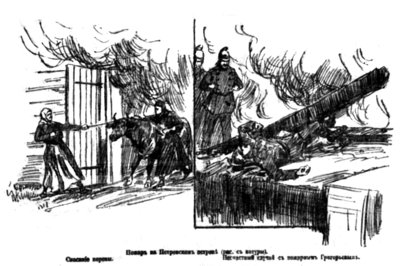 Пожаръ на Петровскомъ островѣ (рис. съ натуры).
Спасеніе коровы.
Несчастный случай съ пожарнымъ Григорьевымъ.